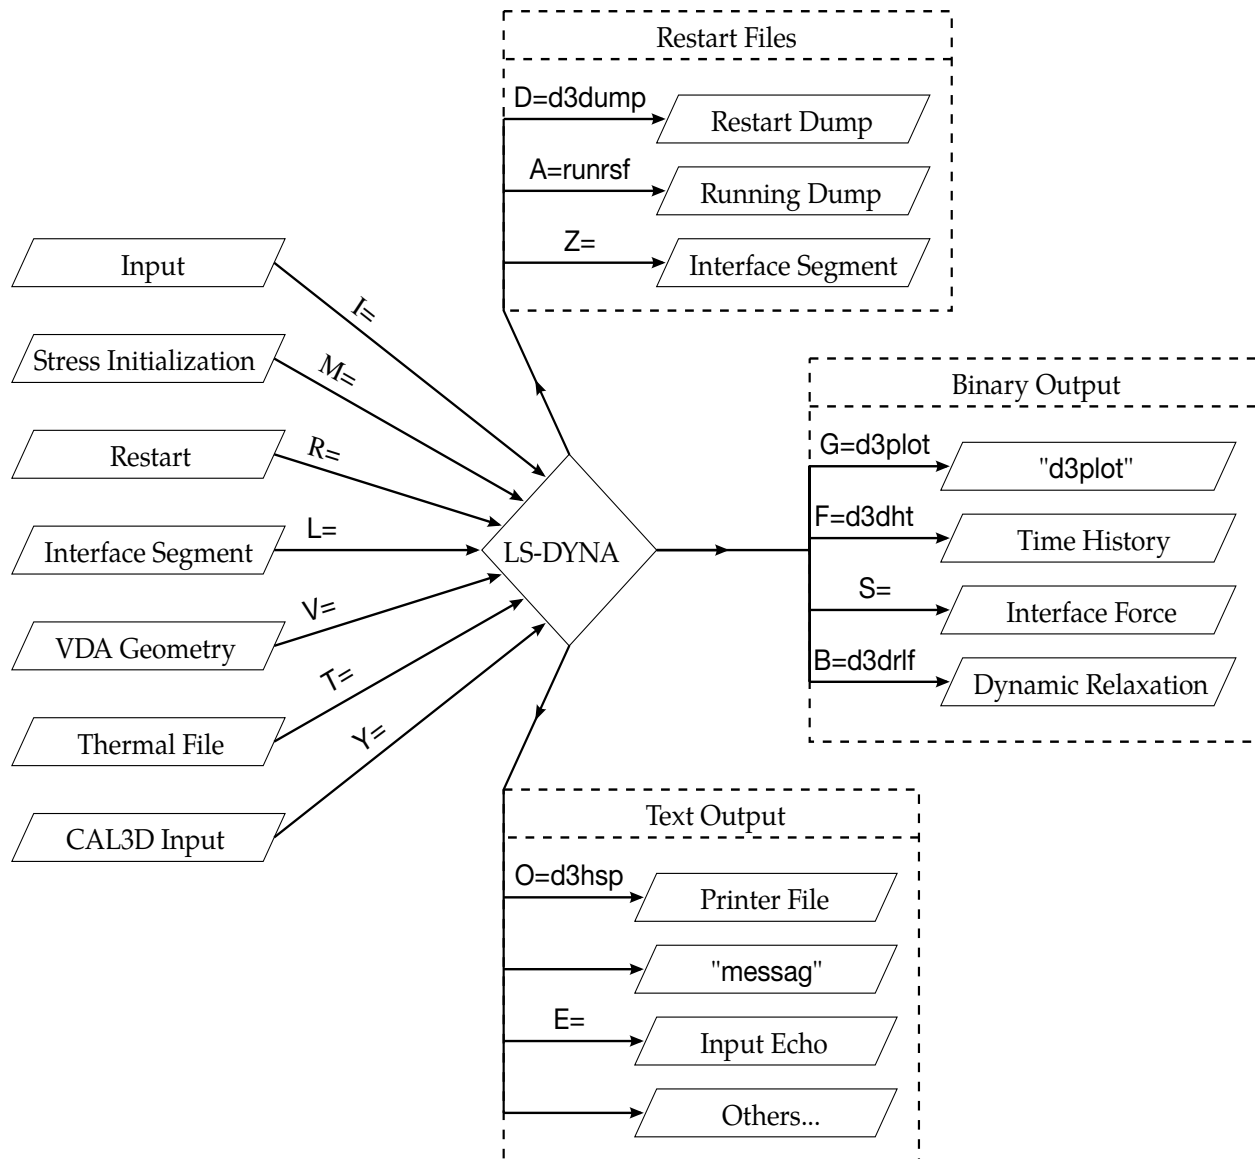 Restart Files
D=d3dump
Restart Dump
A=runrsf
Running Dump
Z=
Interface Segment
Input
I=
Stress Initialization
M=
Restart
R=
Interface Segment
L=
VDA Geometry
V=
Thermal File
T=
CAL3D Input
Y=
LS-DYNA
Binary Output
G=d3plot
"d3plot"
F=d3dht
Time History
S=
Interface Force
B=d3drlf
Dynamic Relaxation
Text Output
O=d3hsp
Printer File
"messag"
E=
Input Echo
Others...